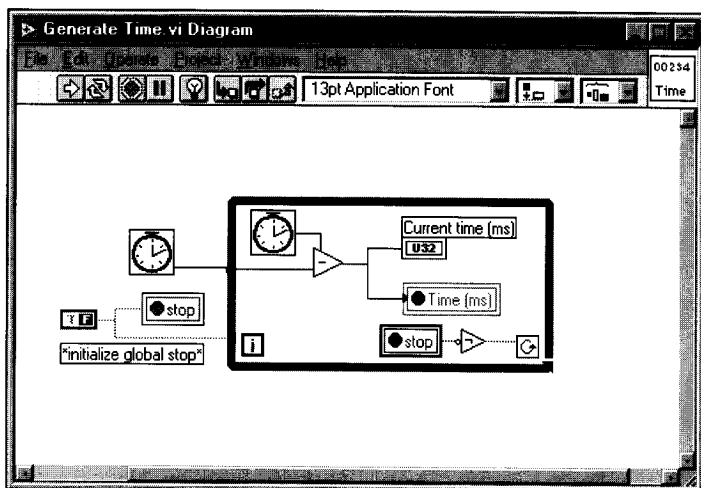 Generate Time.vi Diagram
File Edit Operate Project Windows Help
00234
Time
13pt Application Font
Current time (ms)
U32
Time (ms)
stop
? F
stop
*initialize global stop*
i